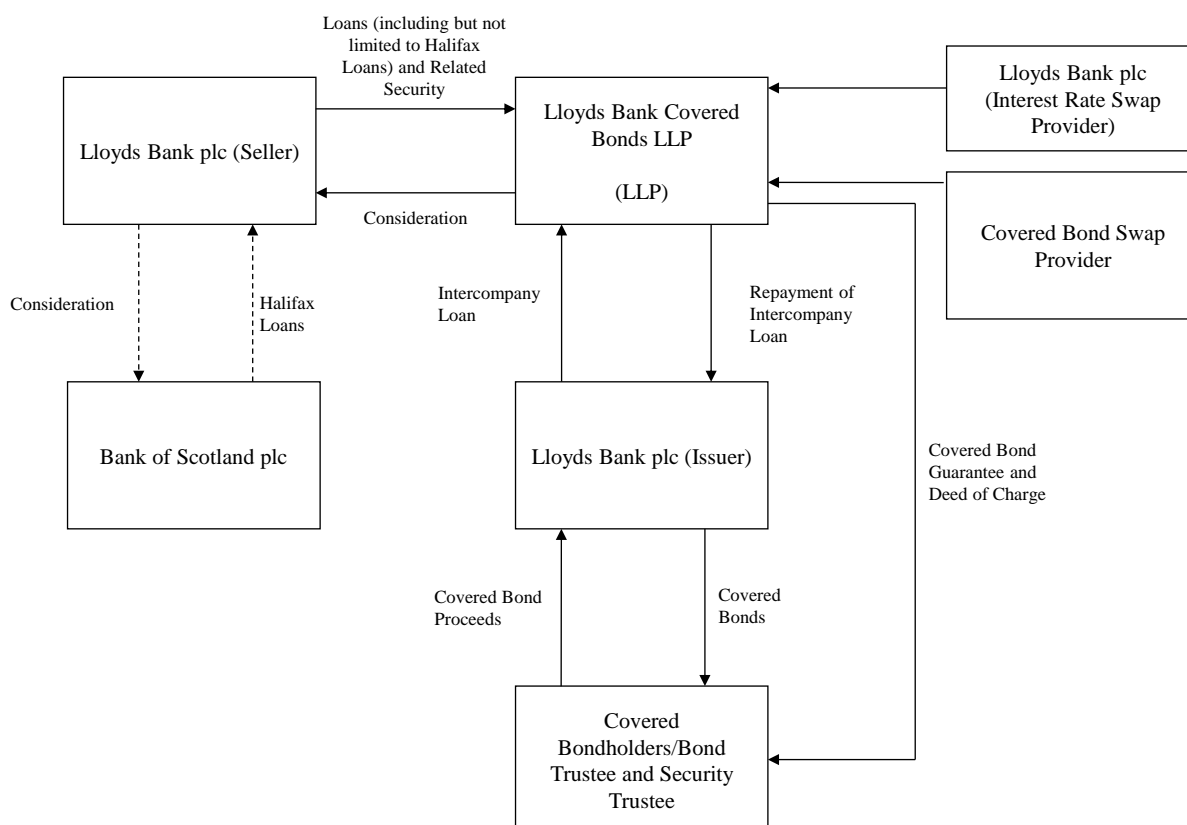 Loans (including but not
limited to Halifax
Loans) and Related
Security
Lloyds Bank plc (Seller)
Lloyds Bank Covered
Bonds LLP
(LLP)
Lloyds Bank plc
(Interest Rate Swap
Provider)
Consideration
Covered Bond Swap
Provider
Consideration
Halifax
Loans
Intercompany
Loan
Repayment of
Intercompany
Loan
Bank of Scotland plc
Lloyds Bank plc (Issuer)
Covered Bond
Guarantee and
Deed of Charge
Covered Bond
Proceeds
Covered
Bonds
Covered
Bondholders/Bond
Trustee and Security
Trustee